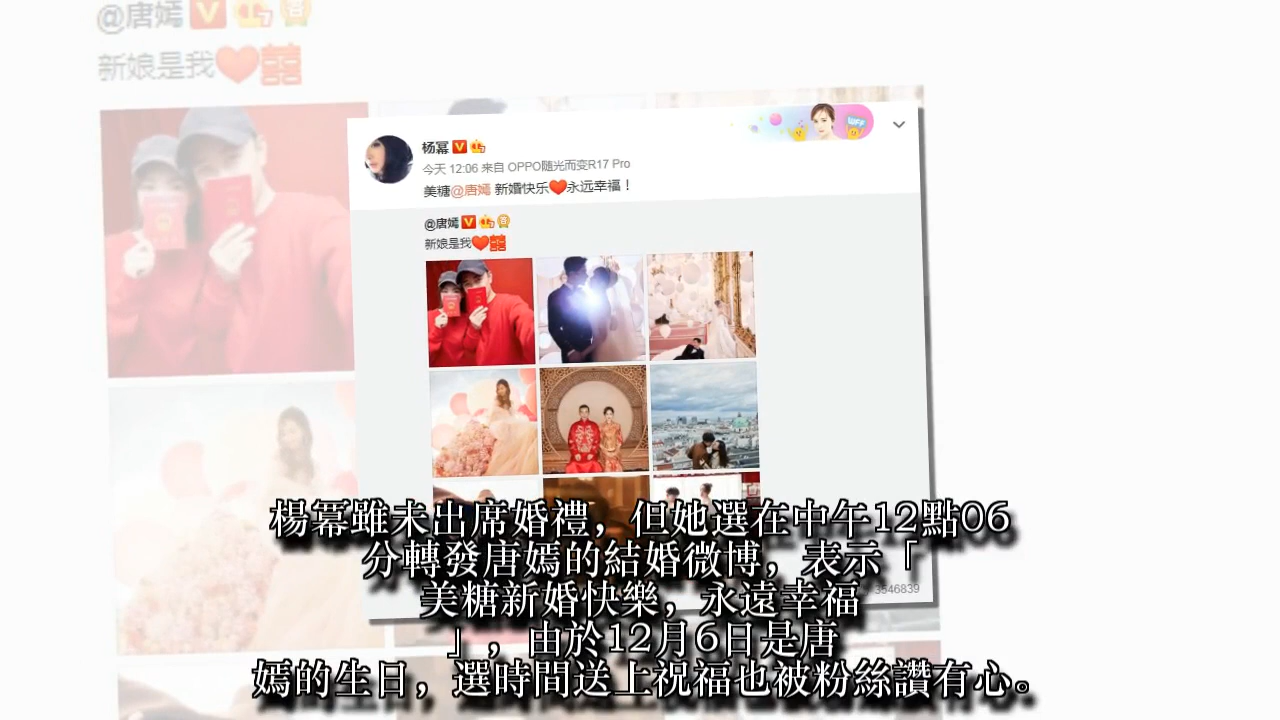 @唐嫣
新娘是我❤️囍
WFF
杨冪
今天 12:06 来自 OPPO随光而变R17 Pro
美糖@唐嫣 新婚快乐❤️永远幸福！
@唐嫣
新娘是我❤️囍
3546839
楊冪雖未出席婚禮，但她選在中午12點06
分轉發唐嫣的結婚微博，表示「
美糖新婚快樂，永遠幸福
」，由於12月6日是唐
嫣的生日，選時間送上祝福也被粉絲讚有心。